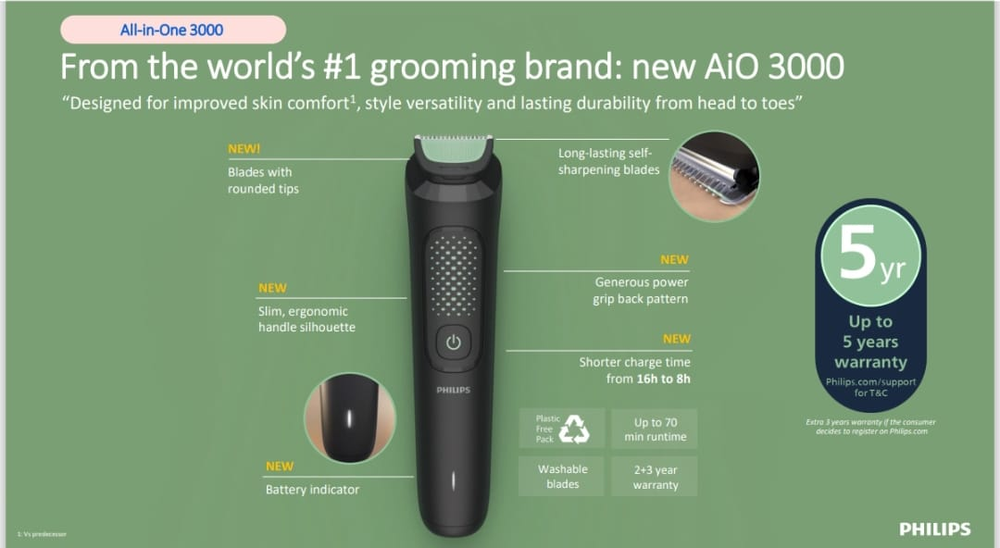 All-in-One 3000
From the world's #1 grooming brand: new AiO 3000
"Designed for improved skin comfort¹, style versatility and lasting durability from head to toes"
NEW!
Blades with
rounded tips
Long-lasting self-
sharpening blades
NEW
Slim, ergonomic
handle silhouette
NEW
Generous power
grip back pattern
NEW
Shorter charge time
from 16h to 8h
PHILIPS
NEW
Battery indicator
Plastic
Free
Pack
Up to 70
min runtime
Washable
blades
2+3 year
warranty
5 yr
Up to
5 years
warranty
Philips.com/support
for T&C
Extra 3 years warranty if the consumer
decides to register on Philips.com
1: Vs predecessor
PHILIPS